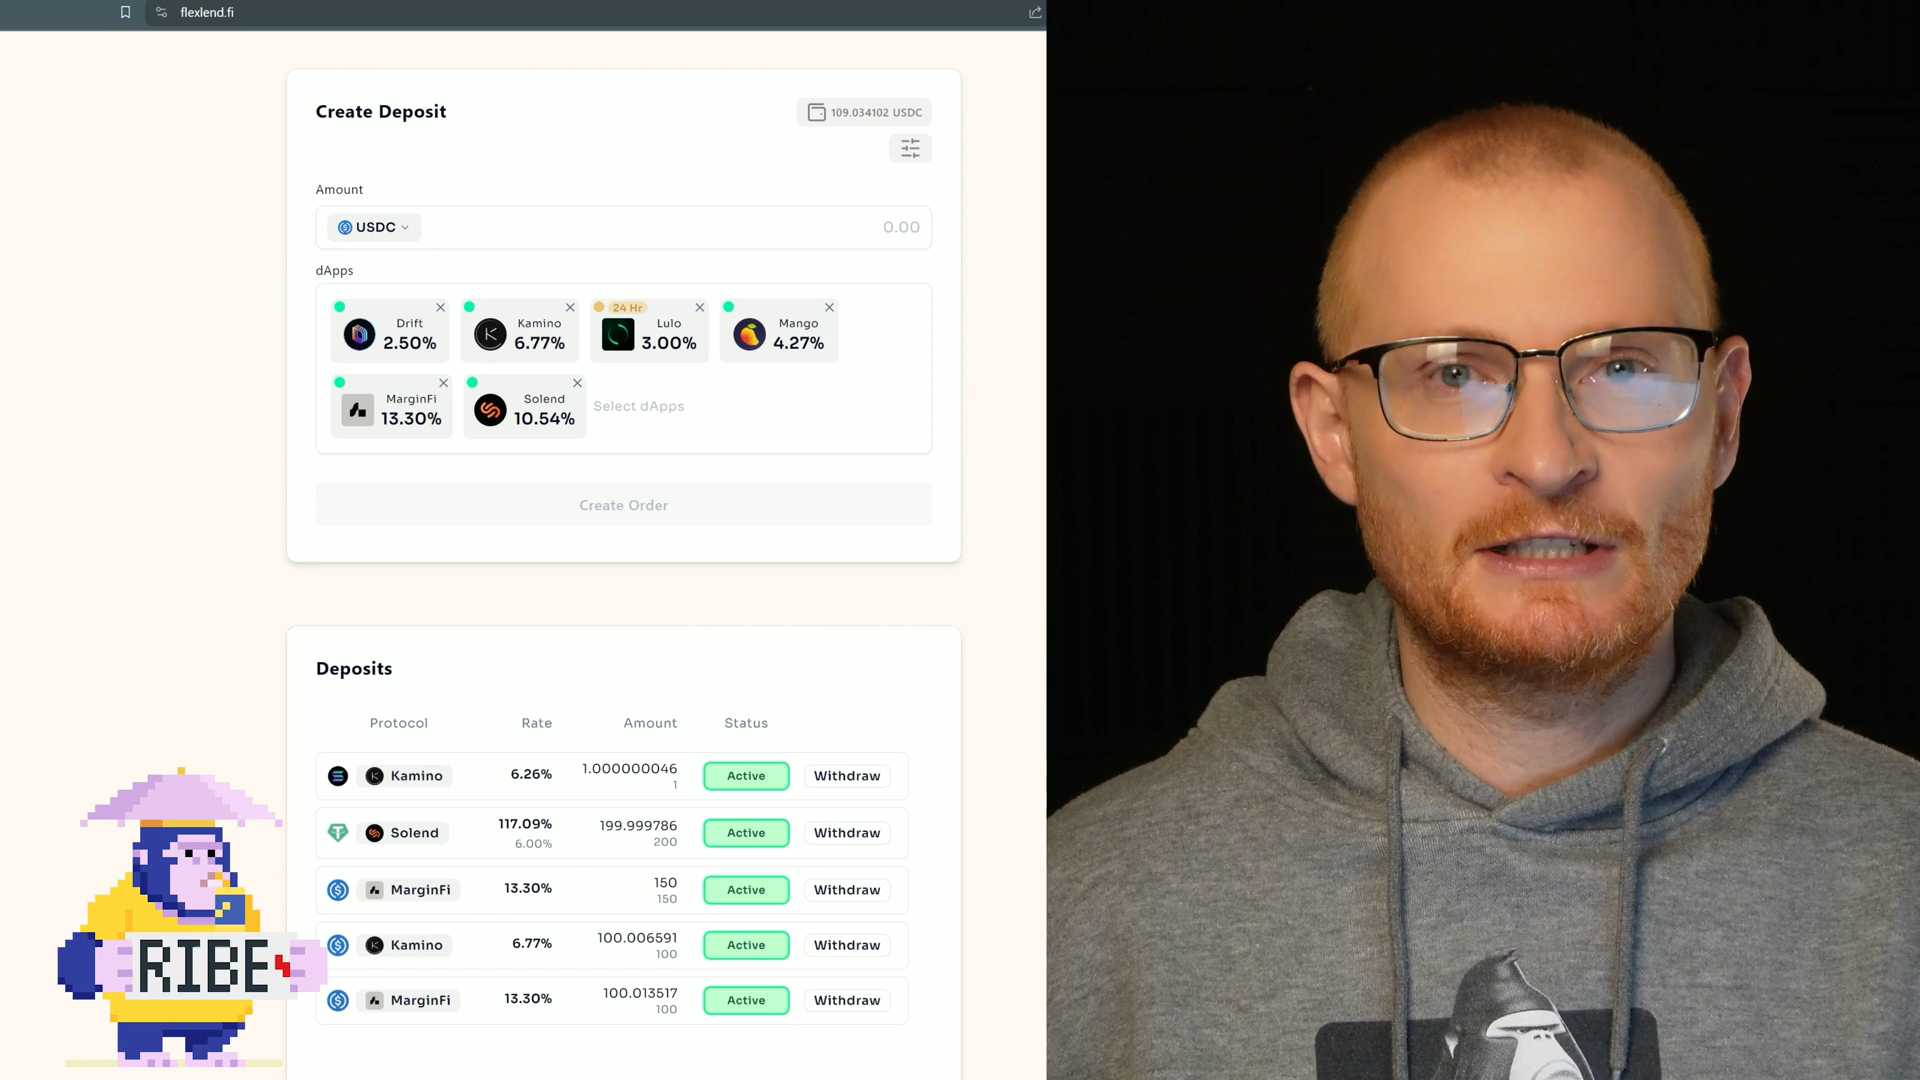 flexlend.fi
Create Deposit
109.034102 USDC
Amount
USDC
0.00
dApps
Drift
2.50%
Kamino
6.77%
24 Hr
Lulo
3.00%
Mango
4.27%
MarginFi
13.30%
Solend
10.54%
Select dApps
Create Order
Deposits
Protocol Rate Amount Status
Kamino 6.26% 1.000000046 Active Withdraw
1
Solend 117.09% 199.999786 Active Withdraw
6.00% 200
MarginFi 13.30% 150 Active Withdraw
150
Kamino 6.77% 100.006591 Active Withdraw
100
MarginFi 13.30% 100.013517 Active Withdraw
100
RIBE